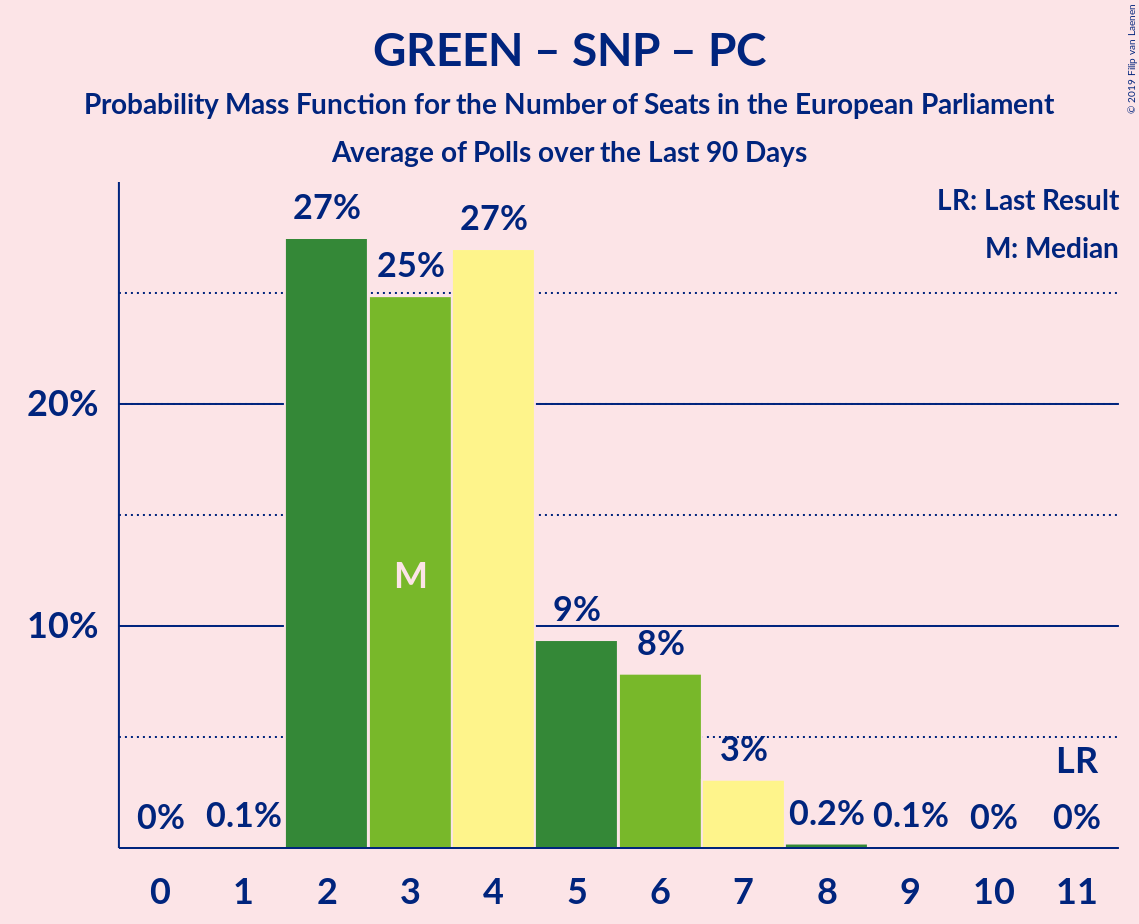 GREEN – SNP – PC
Probability Mass Function for the Number of Seats in the European Parliament
Average of Polls over the Last 90 Days
© 2019 Filip van Laenen
LR: Last Result
M: Median
27%
25%
27%
20%
M
10%
9%
8%
3%
LR
0%
0.1%
0.2%
0.1%
0%
0%
0 1 2 3 4 5 6 7 8 9 10 11